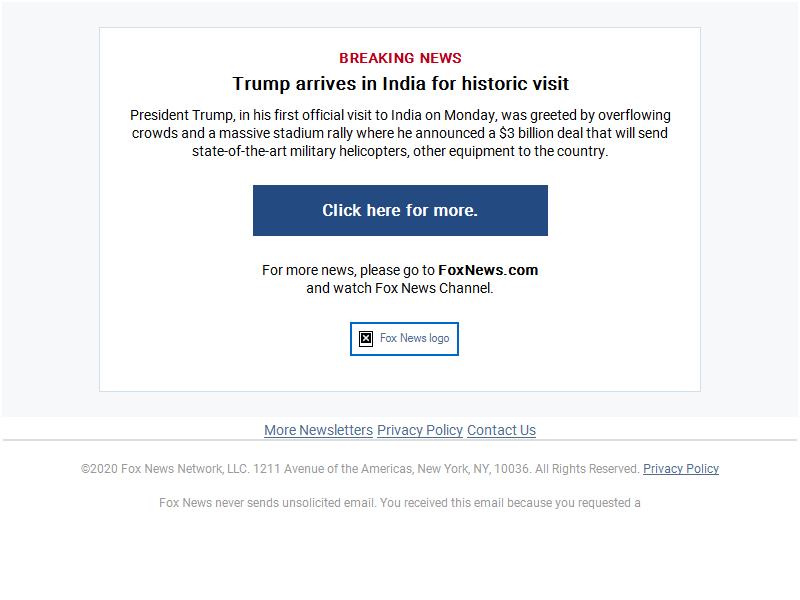 BREAKING NEWS
Trump arrives in India for historic visit
President Trump, in his first official visit to India on Monday, was greeted by overflowing
crowds and a massive stadium rally where he announced a $3 billion deal that will send
state-of-the-art military helicopters, other equipment to the country.
Click here for more.
For more news, please go to FoxNews.com
and watch Fox News Channel.
Fox News logo
More Newsletters Privacy Policy Contact Us
©2020 Fox News Network, LLC. 1211 Avenue of the Americas, New York, NY, 10036. All Rights Reserved. Privacy Policy
Fox News never sends unsolicited email. You received this email because you requested a